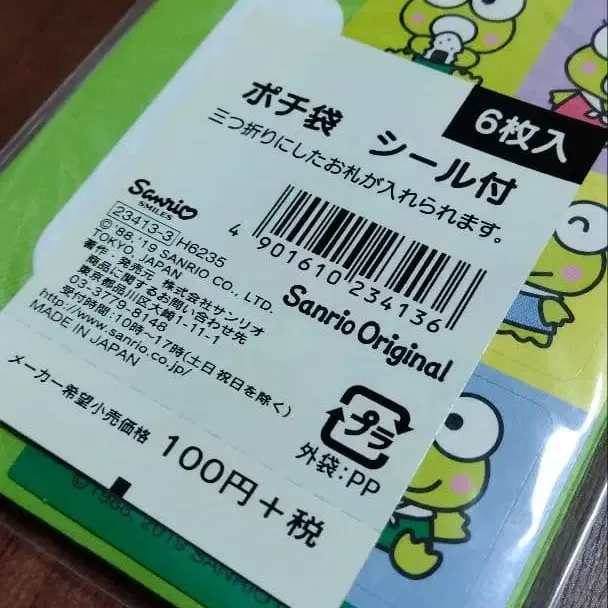 6枚入
ポチ袋 シール付
三つ折りにしたお札が入れられます。
Sanrio
SMILES
23413-3 H6235
© '88, '19 SANRIO CO., LTD.
TOKYO, JAPAN
著作・発売元 株式会社サンリオ
商品に関するお問い合わせ先
東京都品川区大崎1-11-1
03-3779-8148
受付時間:10時〜17時(土日祝日を除く)
http://www.sanrio.co.jp/
MADE IN JAPAN
4 901610 234136
Sanrio Original
プラ
外袋:PP
メーカー希望小売価格 100円+税
© 1988, 2019 SANRIO